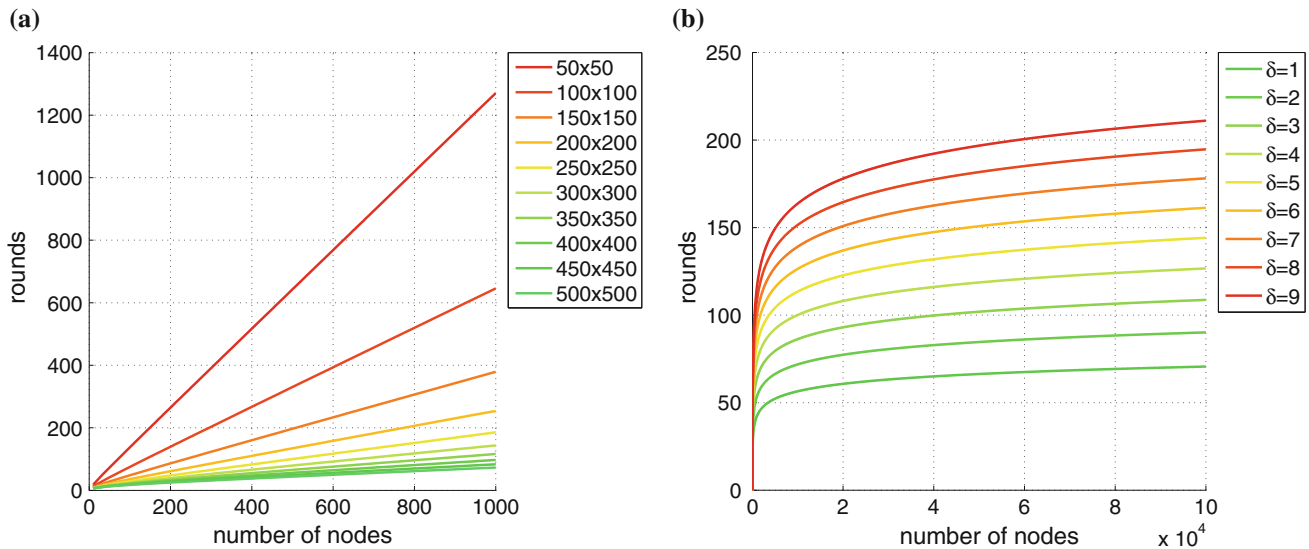 (a)
1400
1200
1000
800
600
400
200
0
rounds
0 200 400 600 800 1000
number of nodes
50x50
100x100
150x150
200x200
250x250
300x300
350x350
400x400
450x450
500x500
(b)
250
200
150
100
50
0
rounds
0 2 4 6 8 10
number of nodes
x 10⁴
δ=1
δ=2
δ=3
δ=4
δ=5
δ=6
δ=7
δ=8
δ=9